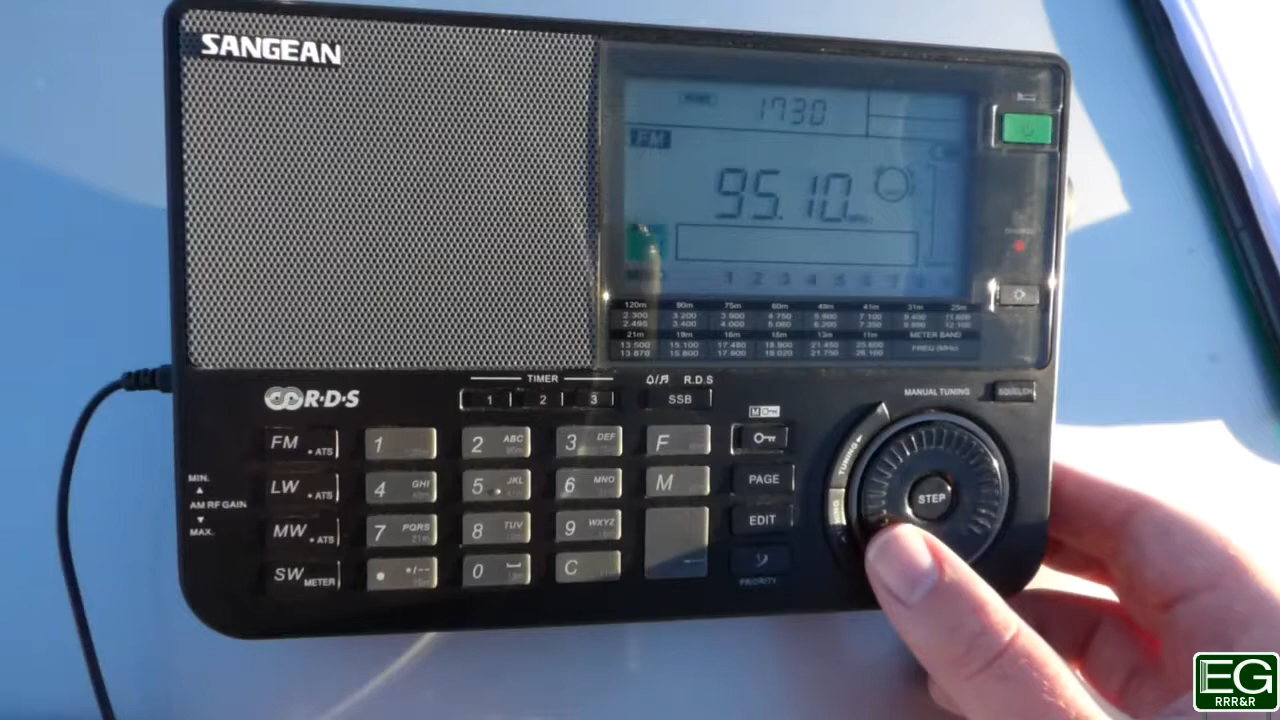 SANGEAN
1730
FM
95.10
1 2 3 4 5 6 7
120m 90m 75m 60m 49m 41m 31m 25m
2.300 3.200 3.900 4.750 5.900 7.100 9.400 11.600
2.495 3.400 4.000 5.060 6.200 7.350 9.990 12.100
21m 19m 16m 15m 13m 11m METER BAND
13.500 15.100 17.480 18.900 21.450 25.600 FREQ (MHz)
13.870 15.800 17.900 19.020 21.750 26.100
R·D·S
TIMER
R.D.S
1 2 3 SSB
MANUAL TUNING
SQUELCH
FM • ATS 1 2 ABC 3 DEF F
TUNING
MIN.
LW • ATS 4 GHI 5 JKL 6 MNO M PAGE STEP
AM RF GAIN
MAX.
MW • ATS 7 PQRS 8 TUV 9 WXYZ EDIT
SW METER • */-- 0 C
PRIORITY
EG
RRR&R